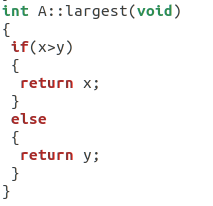 int A::largest(void)
{
if(x>y)
{
return x;
}
else
{
return y;
}
}